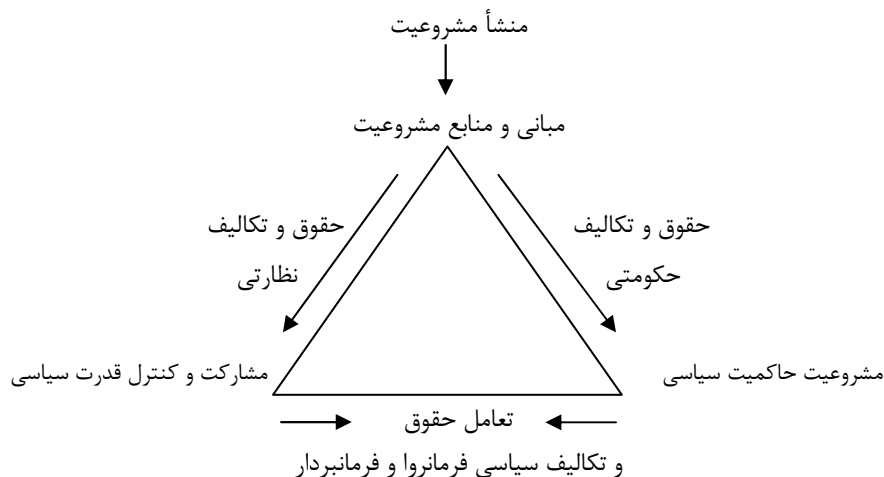 منشأ مشروعیت
مبانی و منابع مشروعیت
حقوق و تکالیف
حکومتی
حقوق و تکالیف
نظارتی
مشروعیت حاکمیت سیاسی
مشارکت و کنترل قدرت سیاسی
تعامل حقوق
و تکالیف سیاسی فرمانروا و فرمانبردار